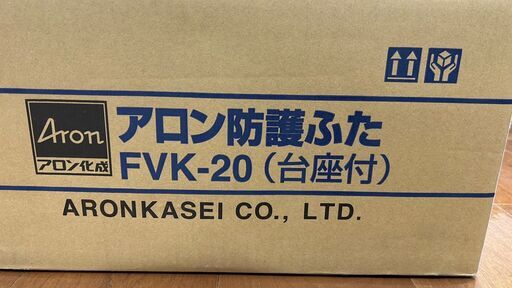 Aron
アロン化成
アロン防護ふた
FVK-20(台座付)
ARONKASEI CO., LTD.